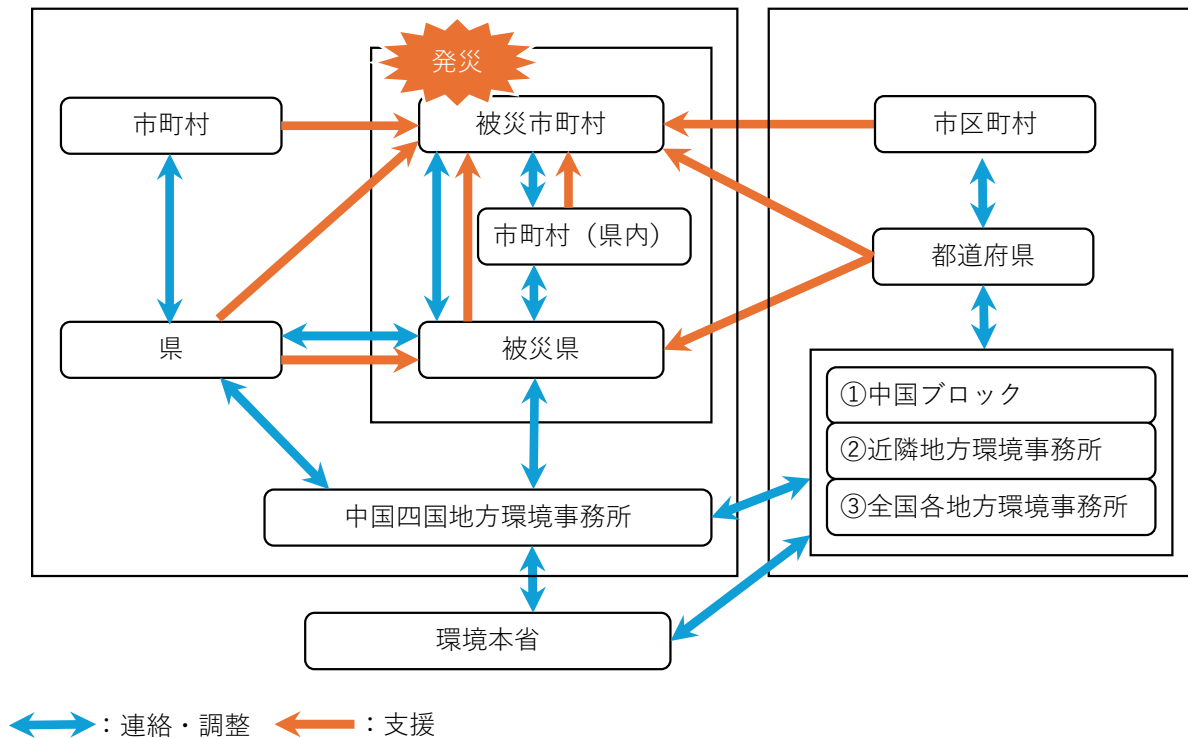 発災
市町村
被災市町村
市区町村
市町村（県内）
都道府県
県
被災県
①中国ブロック
②近隣地方環境事務所
③全国各地方環境事務所
中国四国地方環境事務所
環境本省
：連絡・調整
：支援